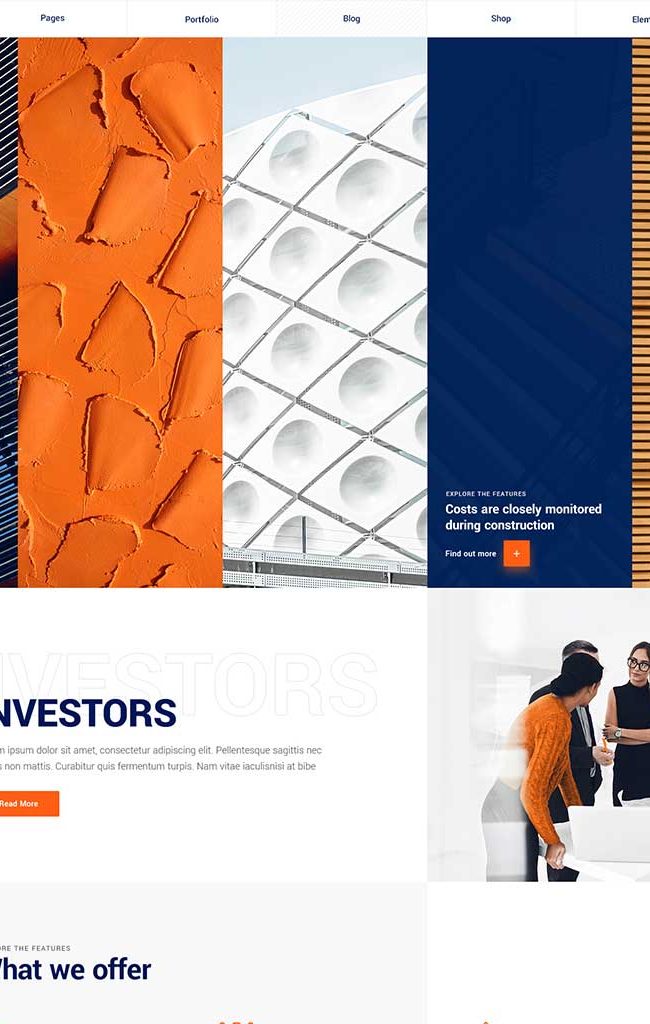 Pages
Portfolio
Blog
Shop
Elem
EXPLORE THE FEATURES
Costs are closely monitored
during construction
Find out more +
NVESTORS
NVESTORS
m ipsum dolor sit amet, consectetur adipiscing elit. Pellentesque sagittis nec
s non mattis. Curabitur quis fermentum turpis. Nam vitae iaculisnisi at bibe
Read More
ORE THE FEATURES
hat we offer